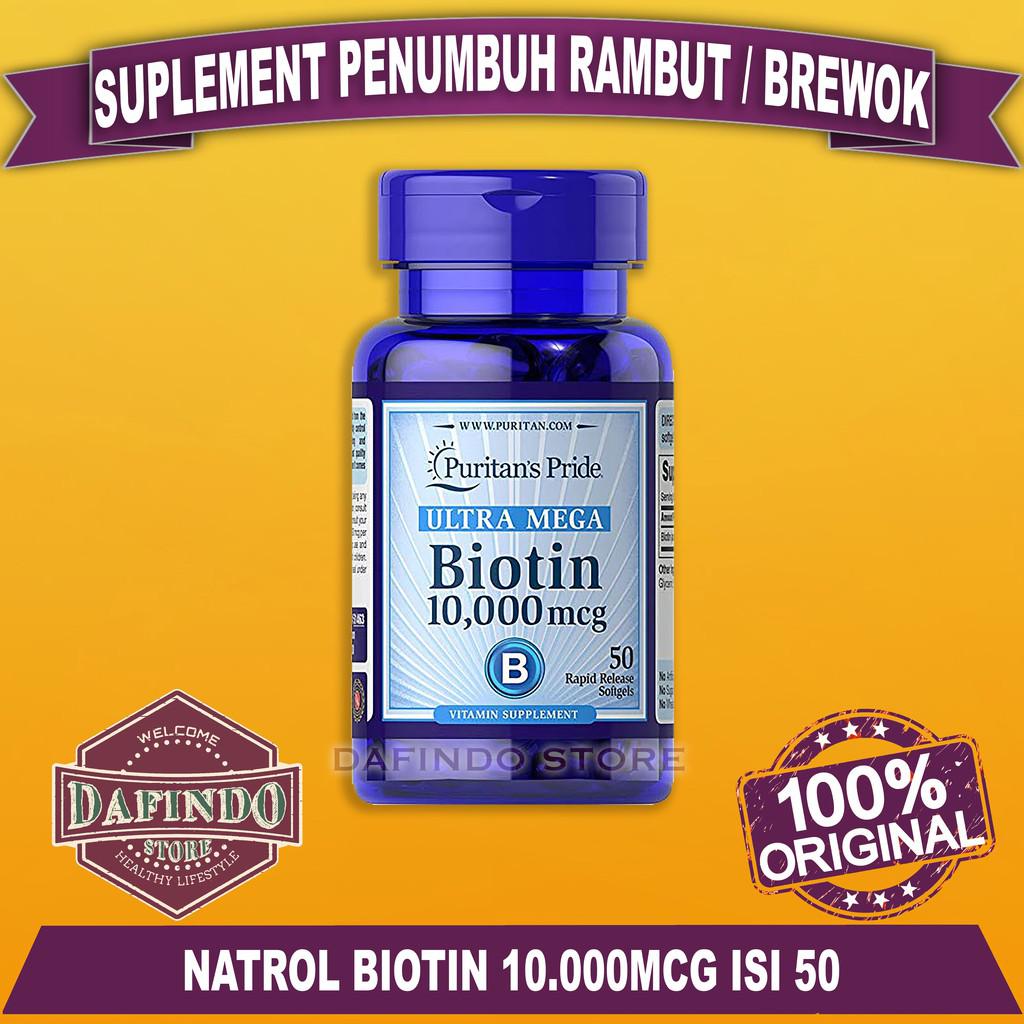 SUPLEMENT PENUMBUH RAMBUT / BREWOK
WWW.PURITAN.COM
Puritan's Pride
ULTRA MEGA
Biotin
10,000 mcg
B
50
Rapid Release
Softgels
VITAMIN SUPPLEMENT
DAFINDO STORE
WELCOME
DAFINDO
STORE
HEALTHY LIFESTYLE
100%
ORIGINAL
NATROL BIOTIN 10.000MCG ISI 50